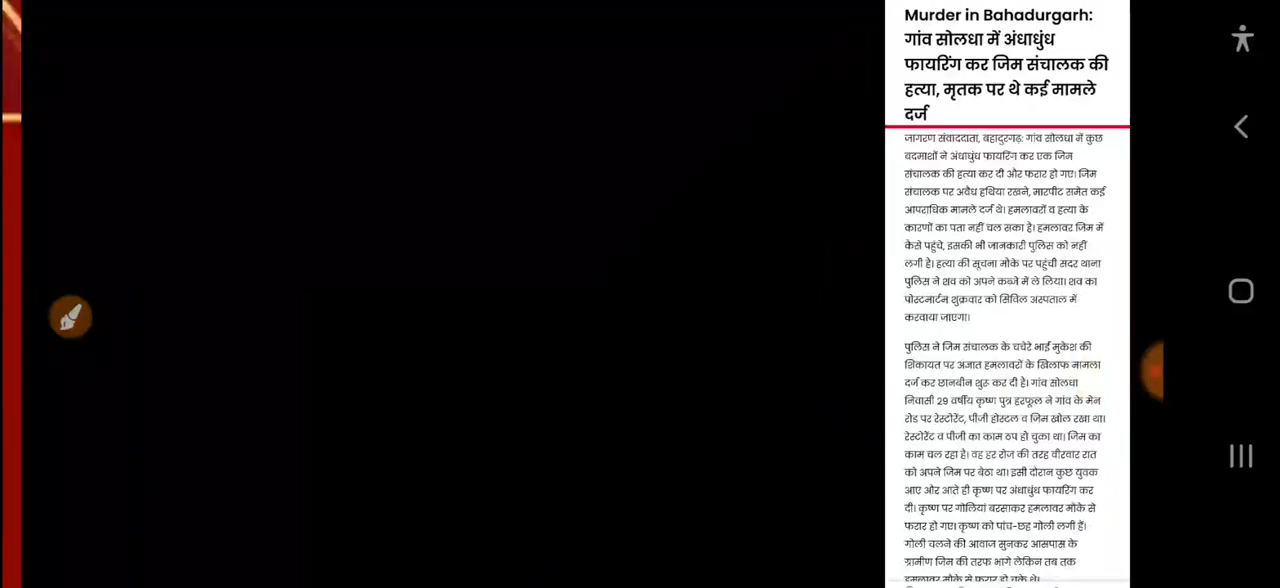 Murder in Bahadurgarh:
गांव सोलधा में अंधाधुंध
फायरिंग कर जिम संचालक की
हत्या, मृतक पर थे कई मामले
दर्ज
जागरण संवाददाता, बहादुरगढ़: गांव सोलधा में कुछ
बदमाशों ने अंधाधुंध फायरिंग कर एक जिम
संचालक की हत्या कर दी और फरार हो गए। जिम
संचालक पर अवैध हथिया रखने, मारपीट समेत कई
आपराधिक मामले दर्ज थे। हमलावरों व हत्या के
कारणों का पता नहीं चल सका है। हमलावर जिम में
कैसे पहुंचे, इसकी भी जानकारी पुलिस को नहीं
लगी है। हत्या की सूचना मौके पर पहुंची सदर थाना
पुलिस ने शव को अपने कब्जे में ले लिया। शव का
पोस्टमार्टम शुक्रवार को सिविल अस्पताल में
करवाया जाएगा।
पुलिस ने जिम संचालक के चचेरे भाई मुकेश की
शिकायत पर अज्ञात हमलावरों के खिलाफ मामला
दर्ज कर छानबीन शुरू कर दी है। गांव सोलधा
निवासी 29 वर्षीय कृष्ण पुत्र हरफूल ने गांव के मेन
रोड पर रेस्टोरेंट, पीजी हॉस्टल व जिम खोल रखा था।
रेस्टोरेंट व पीजी का काम ठप हो चुका था। जिम का
काम चल रहा है। वह हर रोज की तरह वीरवार रात
को अपने जिम पर बैठा था। इसी दौरान कुछ युवक
आए और आते ही कृष्ण पर अंधाधुंध फायरिंग कर
दी। कृष्ण पर गोलियां बरसाकर हमलावर मौके से
फरार हो गए। कृष्ण को पांच-छह गोली लगी हैं।
गोली चलने की आवाज सुनकर आसपास के
ग्रामीण जिम की तरफ भागे लेकिन तब तक
हमलावर मौके से फरार हो चुके थे।